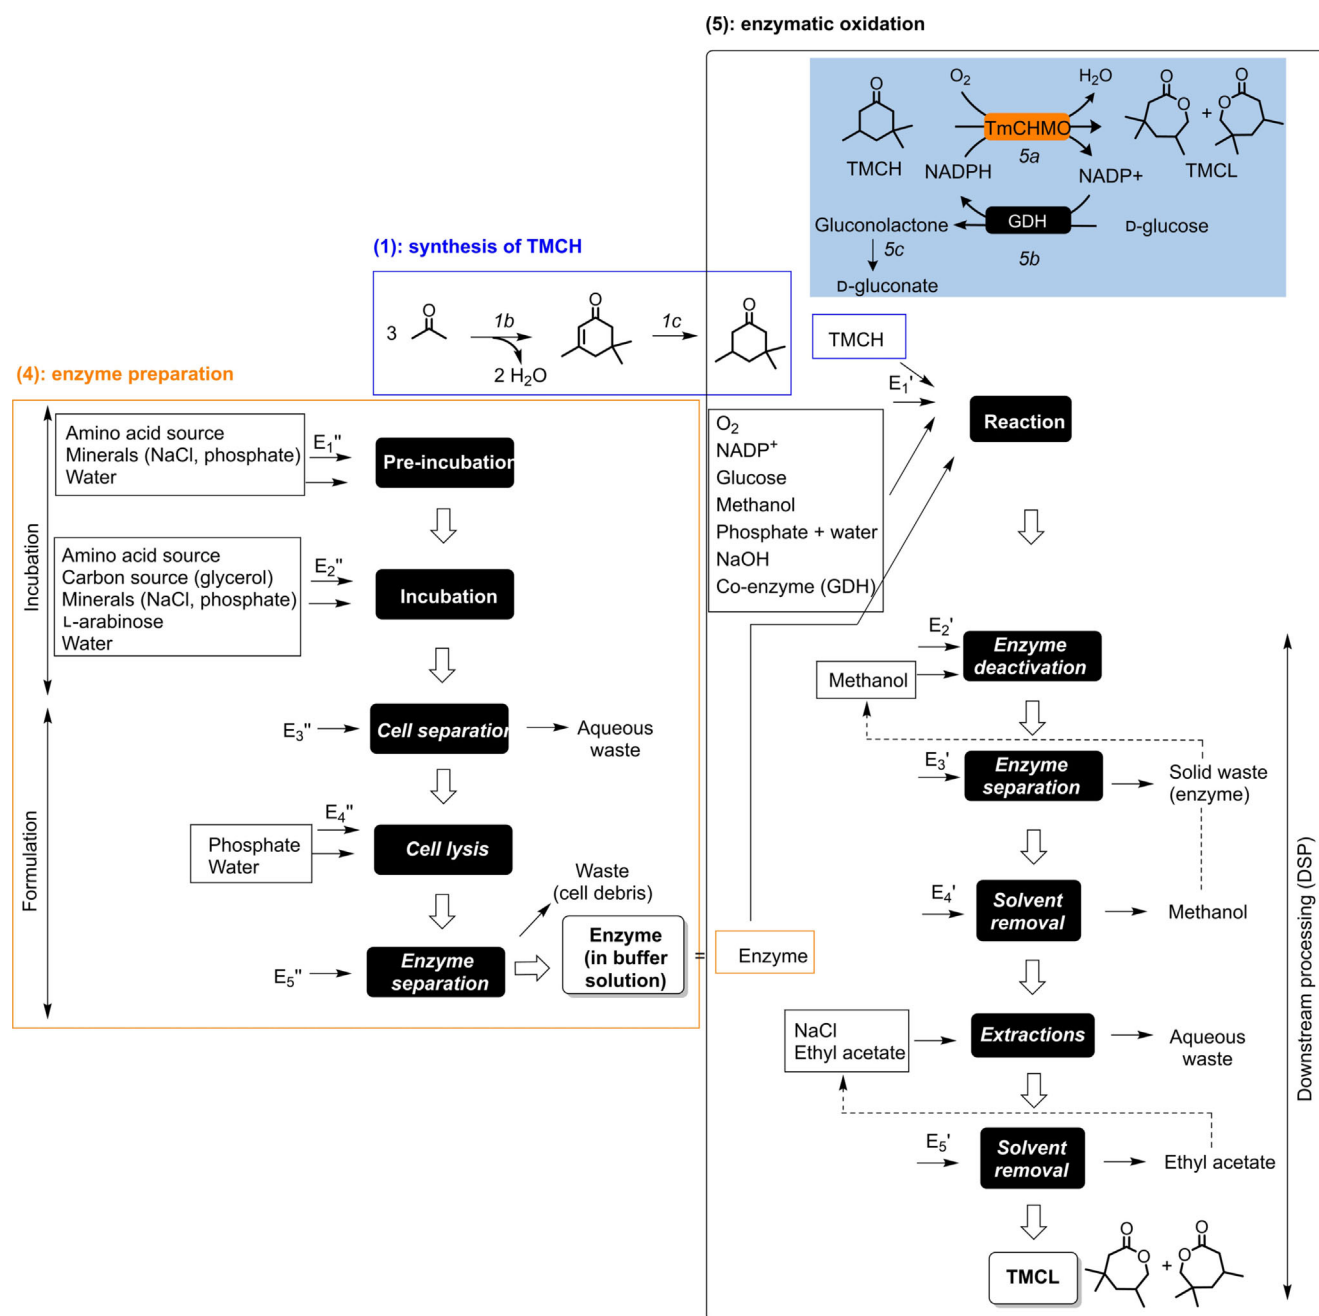 (5): enzymatic oxidation
O2
H2O
TmCHMO
5a
TMCH
NADPH
NADP+
TMCL
GDH
Gluconolactone
D-glucose
5c
5b
D-gluconate
(1): synthesis of TMCH
3
1b
1c
2 H2O
TMCH
E1'
Reaction
O2
NADP+
Glucose
Methanol
Phosphate + water
NaOH
Co-enzyme (GDH)
(4): enzyme preparation
Incubation
Amino acid source
Minerals (NaCl, phosphate)
Water
E1"
Pre-incubation
Amino acid source
Carbon source (glycerol)
Minerals (NaCl, phosphate)
L-arabinose
Water
E2"
Incubation
Formulation
E3"
Cell separation
Aqueous
waste
E4"
Phosphate
Water
Cell lysis
Waste
(cell debris)
E5"
Enzyme
separation
Enzyme
(in buffer
solution)
=
Enzyme
E2'
Methanol
Enzyme
deactivation
E3'
Enzyme
separation
Solid waste
(enzyme)
E4'
Solvent
removal
Methanol
NaCl
Ethyl acetate
Extractions
Aqueous
waste
E5'
Solvent
removal
Ethyl acetate
TMCL
+
Downstream processing (DSP)